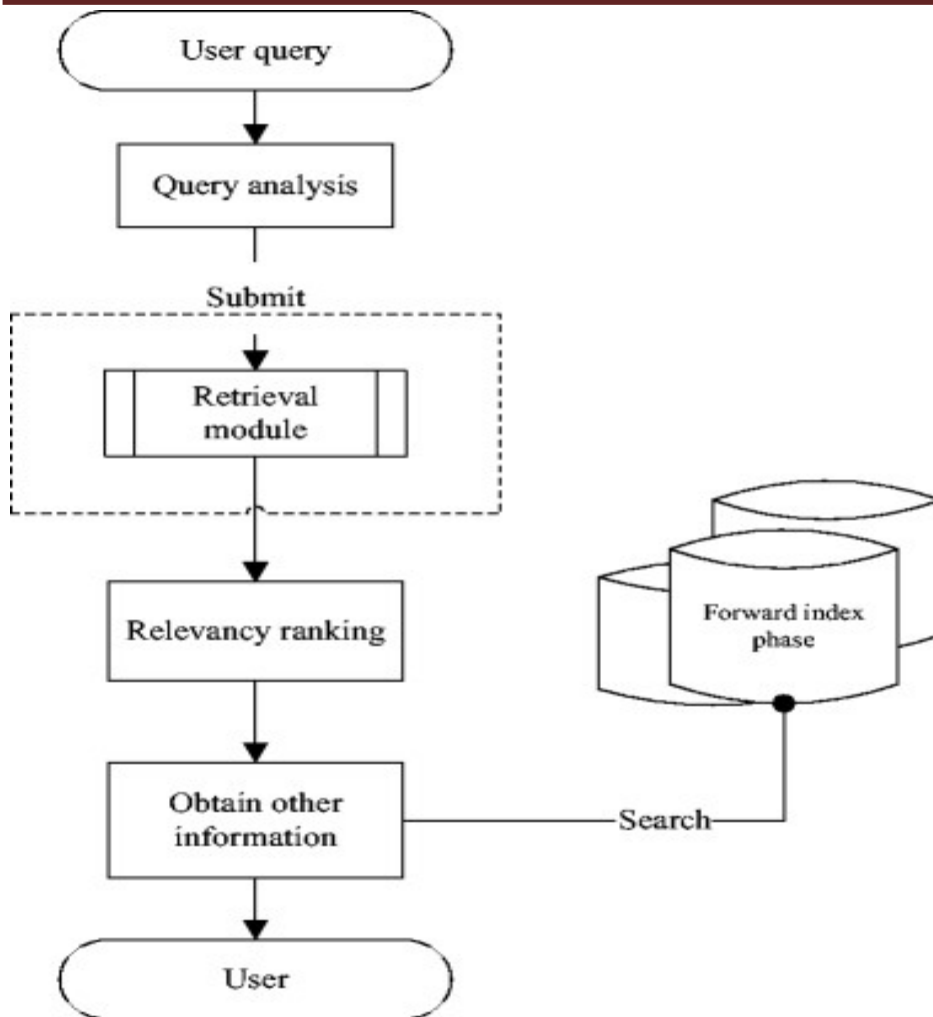 User query
Query analysis
Submit
Retrieval
module
Relevancy ranking
Forward index
phase
Obtain other
information
Search
User